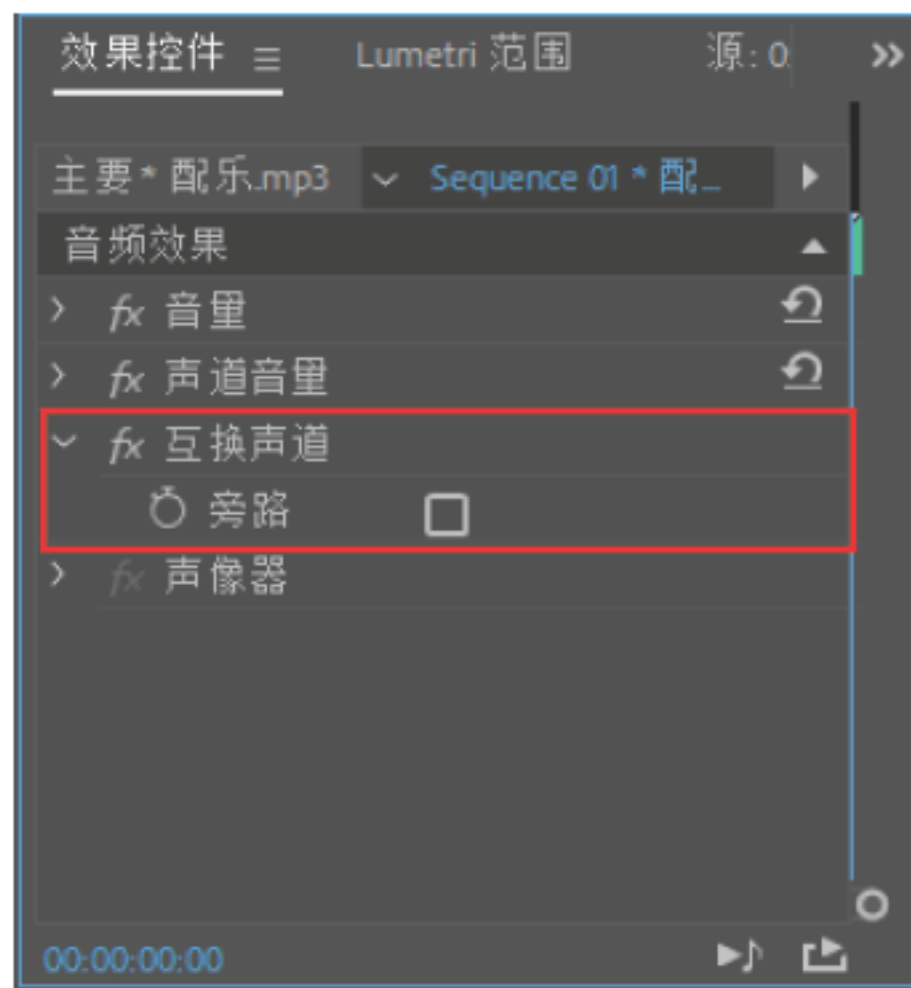 效果控件 Lumetri 范围 源: 0
主要 * 配乐.mp3 Sequence 01 * 配...
音频效果
fx 音量
fx 声道音量
fx 互换声道
旁路
fx 声像器
00:00:00:00